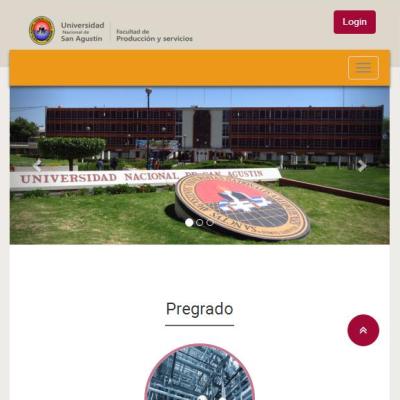 Universidad
Nacional de
San Agustín
Facultad de
Producción y servicios
Login
UNIVERSIDAD NACIONAL DE SAN AGUSTIN
Pregrado